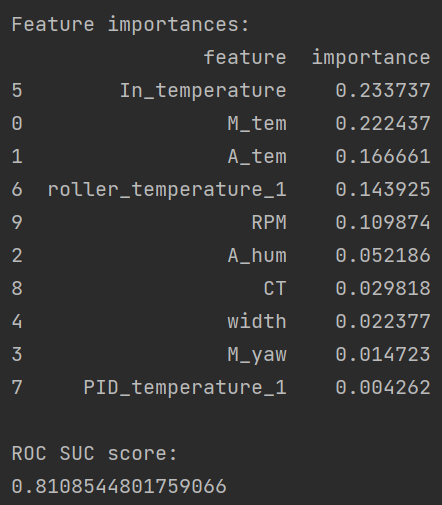 Feature importances:
feature importance
5 In_temperature 0.233737
0 M_tem 0.222437
1 A_tem 0.166661
6 roller_temperature_1 0.143925
9 RPM 0.109874
2 A_hum 0.052186
8 CT 0.029818
4 width 0.022377
3 M_yaw 0.014723
7 PID_temperature_1 0.004262
ROC SUC score:
0.8108544801759066